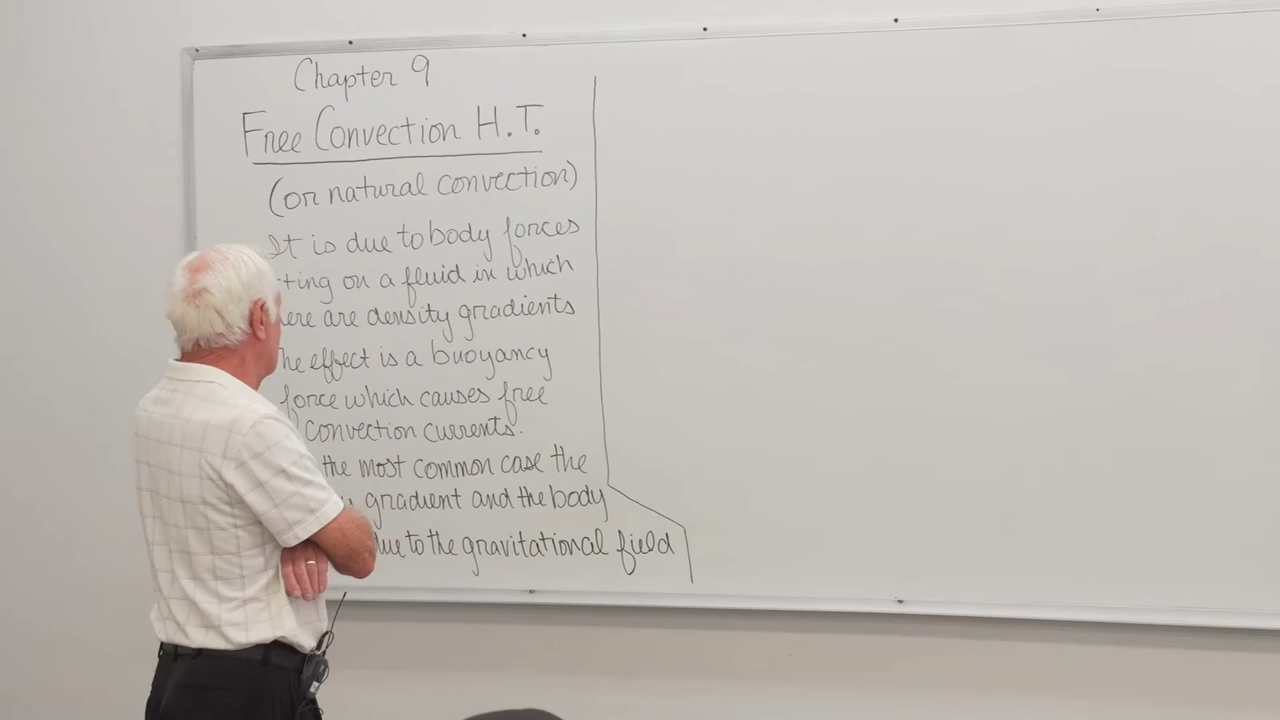 Chapter 9
Free Convection H.T.
(or natural convection)
It is due to body forces
ting on a fluid in which
ere are density gradients
he effect is a buoyancy
force which causes free
convection currents.
the most common case the
gradient and the body
due to the gravitational field